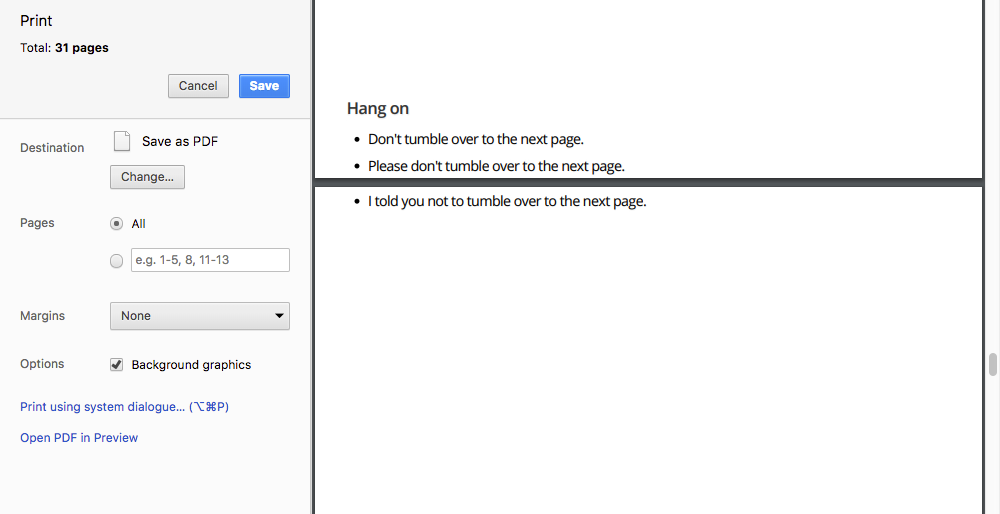 Print
Total: 31 pages
Cancel
Save
Destination
Save as PDF
Change...
Pages
All
e.g. 1-5, 8, 11-13
Margins
None
Options
Background graphics
Print using system dialogue... (⌥⌘P)
Open PDF in Preview
Hang on
• Don't tumble over to the next page.
• Please don't tumble over to the next page.
• I told you not to tumble over to the next page.